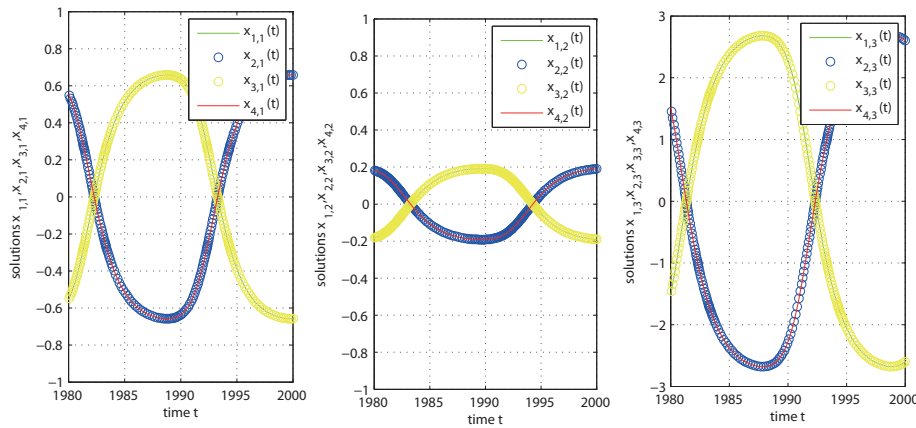 1
0.8
0.6
0.4
0.2
0
−0.2
−0.4
−0.6
−0.8
−1
1980 1985 1990 1995 2000
time t
solutions x1,1,x2,1,x3,1,x4,1
x1,1(t)
x2,1(t)
x3,1(t)
x4,1(t)
1
0.8
0.6
0.4
0.2
0
−0.2
−0.4
−0.6
−0.8
−1
1980 1985 1990 1995 2000
time t
solutions x1,2,x2,2,x3,2,x4,2
x1,2(t)
x2,2(t)
x3,2(t)
x4,2(t)
3
2
1
0
−1
−2
−3
1980 1985 1990 1995 2000
time t
solutions x1,3,x2,3,x3,3,x4,3
x1,3(t)
x2,3(t)
x3,3(t)
x4,3(t)